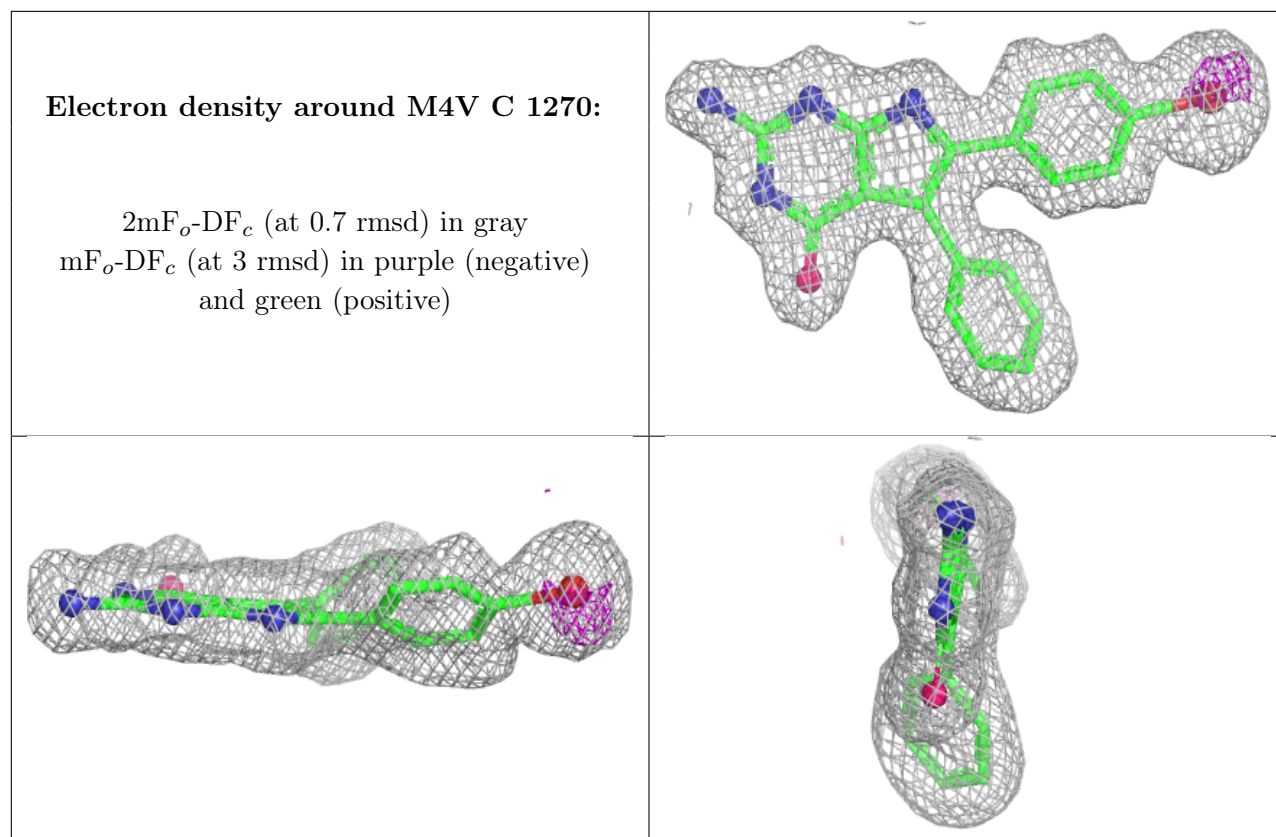 Electron density around M4V C 1270:
2mFₒ-DF𝒸 (at 0.7 rmsd) in gray
mFₒ-DF𝒸 (at 3 rmsd) in purple (negative)
and green (positive)